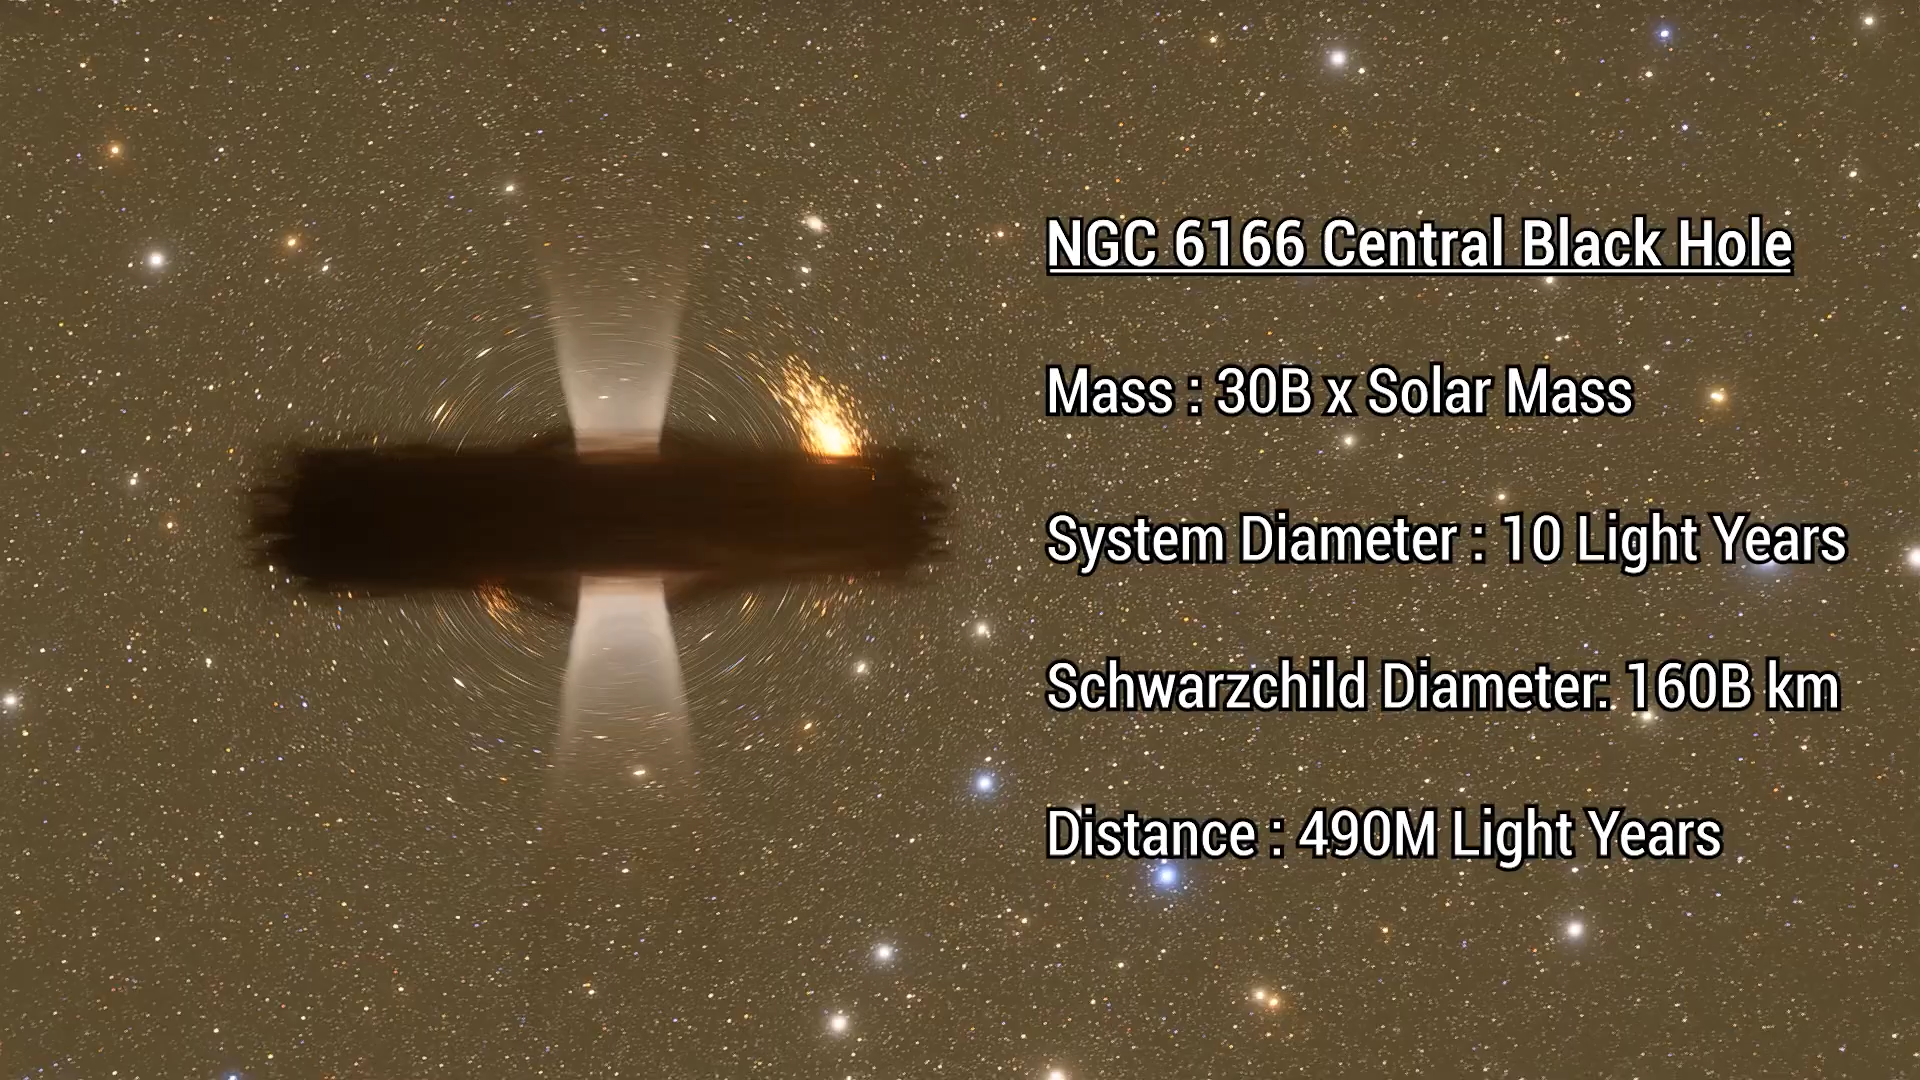 NGC 6166 Central Black Hole
Mass : 30B x Solar Mass
System Diameter : 10 Light Years
Schwarzchild Diameter: 160B km
Distance : 490M Light Years